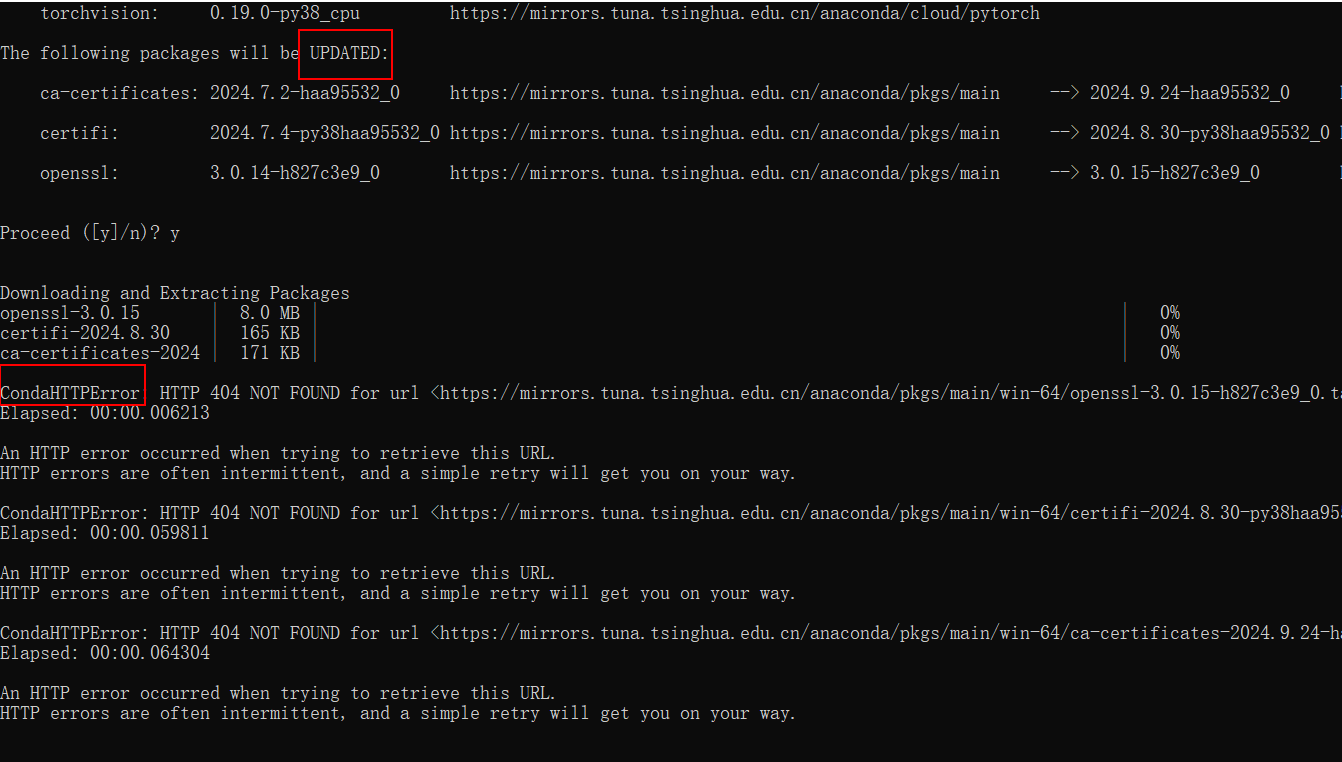 torchvision: 0.19.0-py38_cpu https://mirrors.tuna.tsinghua.edu.cn/anaconda/cloud/pytorch
The following packages will be UPDATED:
ca-certificates: 2024.7.2-haa95532_0 https://mirrors.tuna.tsinghua.edu.cn/anaconda/pkgs/main --> 2024.9.24-haa95532_0
certifi: 2024.7.4-py38haa95532_0 https://mirrors.tuna.tsinghua.edu.cn/anaconda/pkgs/main --> 2024.8.30-py38haa95532_0
openssl: 3.0.14-h827c3e9_0 https://mirrors.tuna.tsinghua.edu.cn/anaconda/pkgs/main --> 3.0.15-h827c3e9_0
Proceed ([y]/n)? y
Downloading and Extracting Packages
openssl-3.0.15 | 8.0 MB | | 0%
certifi-2024.8.30 | 165 KB | | 0%
ca-certificates-2024 | 171 KB | | 0%
CondaHTTPError: HTTP 404 NOT FOUND for url <https://mirrors.tuna.tsinghua.edu.cn/anaconda/pkgs/main/win-64/openssl-3.0.15-h827c3e9_0.ta
Elapsed: 00:00.006213
An HTTP error occurred when trying to retrieve this URL.
HTTP errors are often intermittent, and a simple retry will get you on your way.
CondaHTTPError: HTTP 404 NOT FOUND for url <https://mirrors.tuna.tsinghua.edu.cn/anaconda/pkgs/main/win-64/certifi-2024.8.30-py38haa95
Elapsed: 00:00.059811
An HTTP error occurred when trying to retrieve this URL.
HTTP errors are often intermittent, and a simple retry will get you on your way.
CondaHTTPError: HTTP 404 NOT FOUND for url <https://mirrors.tuna.tsinghua.edu.cn/anaconda/pkgs/main/win-64/ca-certificates-2024.9.24-ha
Elapsed: 00:00.064304
An HTTP error occurred when trying to retrieve this URL.
HTTP errors are often intermittent, and a simple retry will get you on your way.